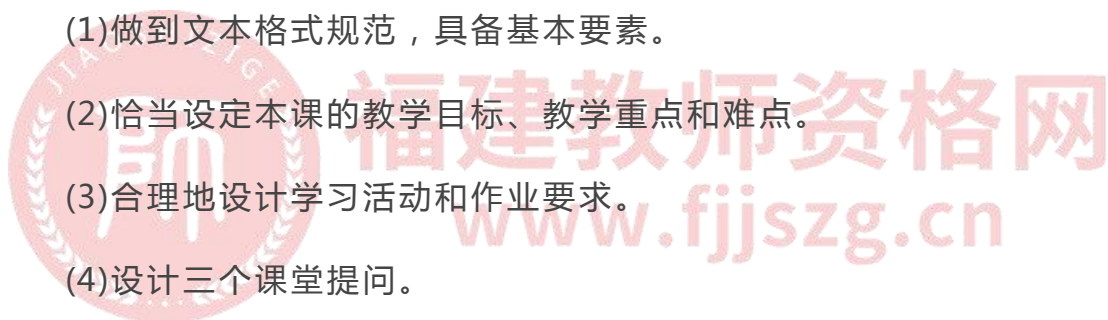 (1)做到文本格式规范，具备基本要素。
福建教师资格网
(2)恰当设定本课的教学目标、教学重点和难点。
(3)合理地设计学习活动和作业要求。
www.fjjszg.cn
(4)设计三个课堂提问。